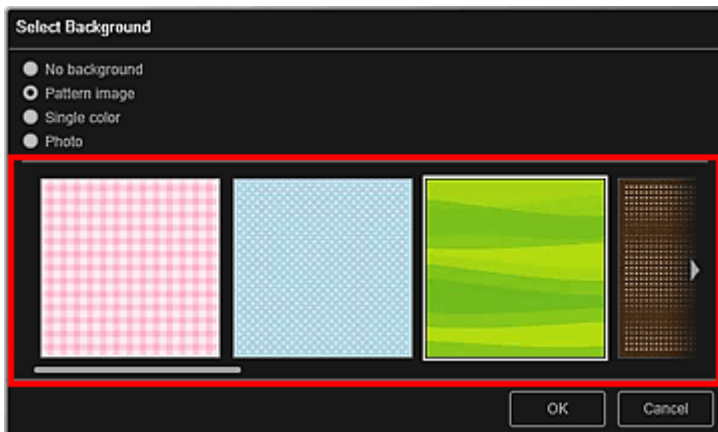 Select Background
No background
Pattern image
Single color
Photo
OK
Cancel